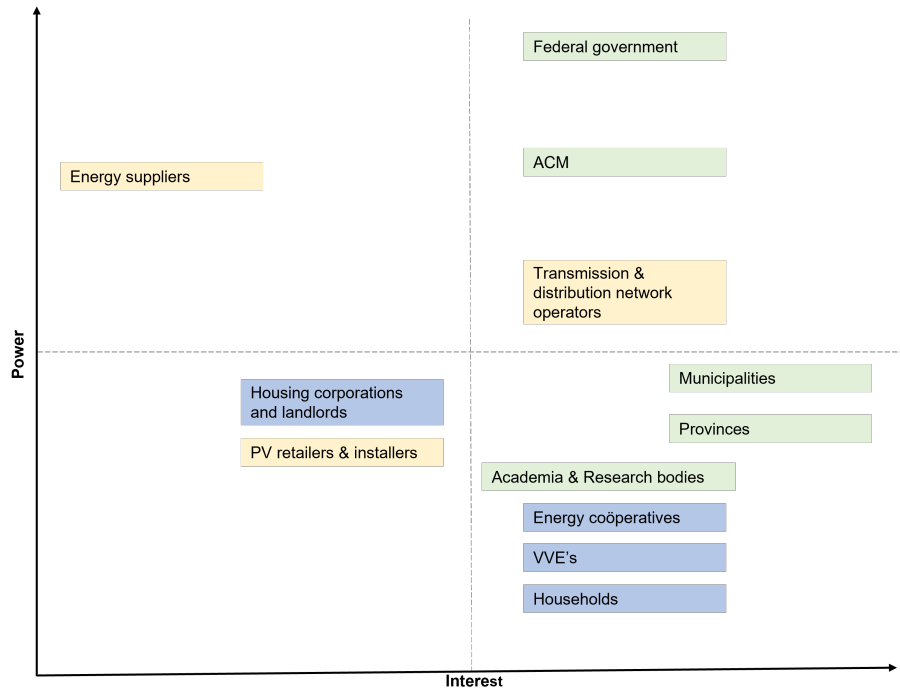 Federal government
ACM
Energy suppliers
Transmission &
distribution network
operators
Power
Municipalities
Housing corporations
and landlords
Provinces
PV retailers & installers
Academia & Research bodies
Energy coöperatives
VVE's
Households
Interest